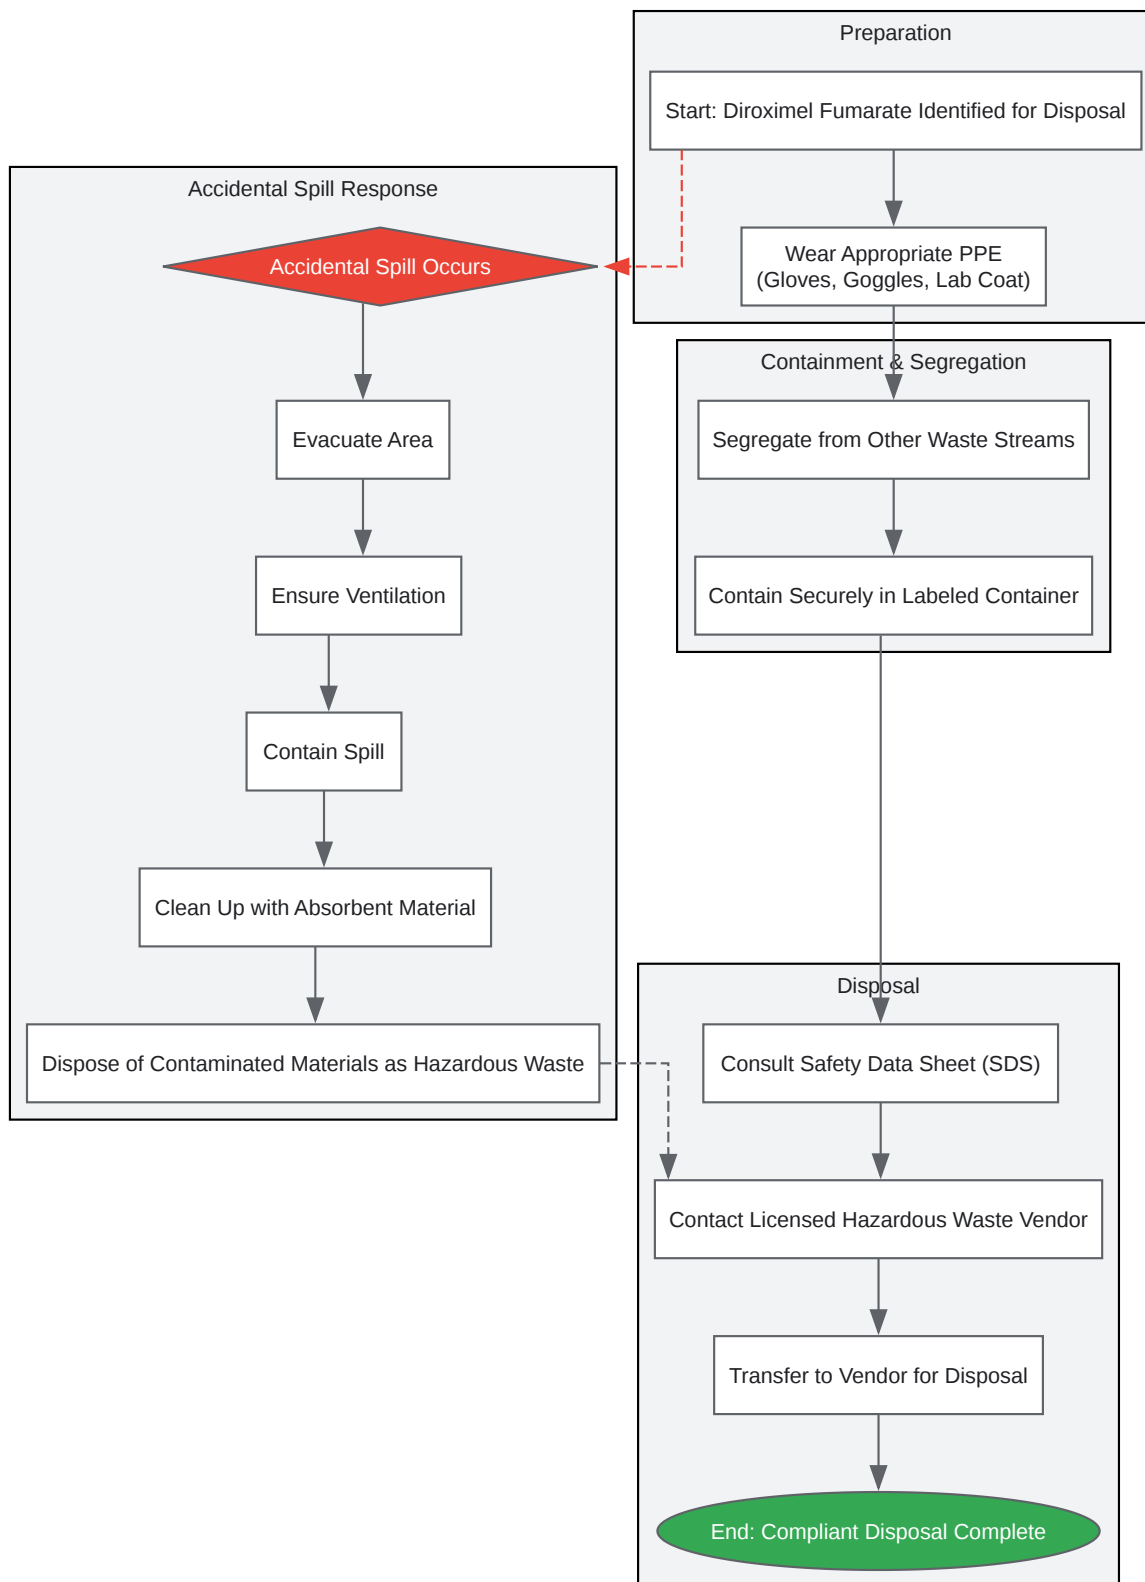 Preparation
Start: Diroximel Fumarate Identified for Disposal
Wear Appropriate PPE
(Gloves, Goggles, Lab Coat)
Accidental Spill Response
Accidental Spill Occurs
Evacuate Area
Ensure Ventilation
Contain Spill
Clean Up with Absorbent Material
Dispose of Contaminated Materials as Hazardous Waste
Containment & Segregation
Segregate from Other Waste Streams
Contain Securely in Labeled Container
Disposal
Consult Safety Data Sheet (SDS)
Contact Licensed Hazardous Waste Vendor
Transfer to Vendor for Disposal
End: Compliant Disposal Complete